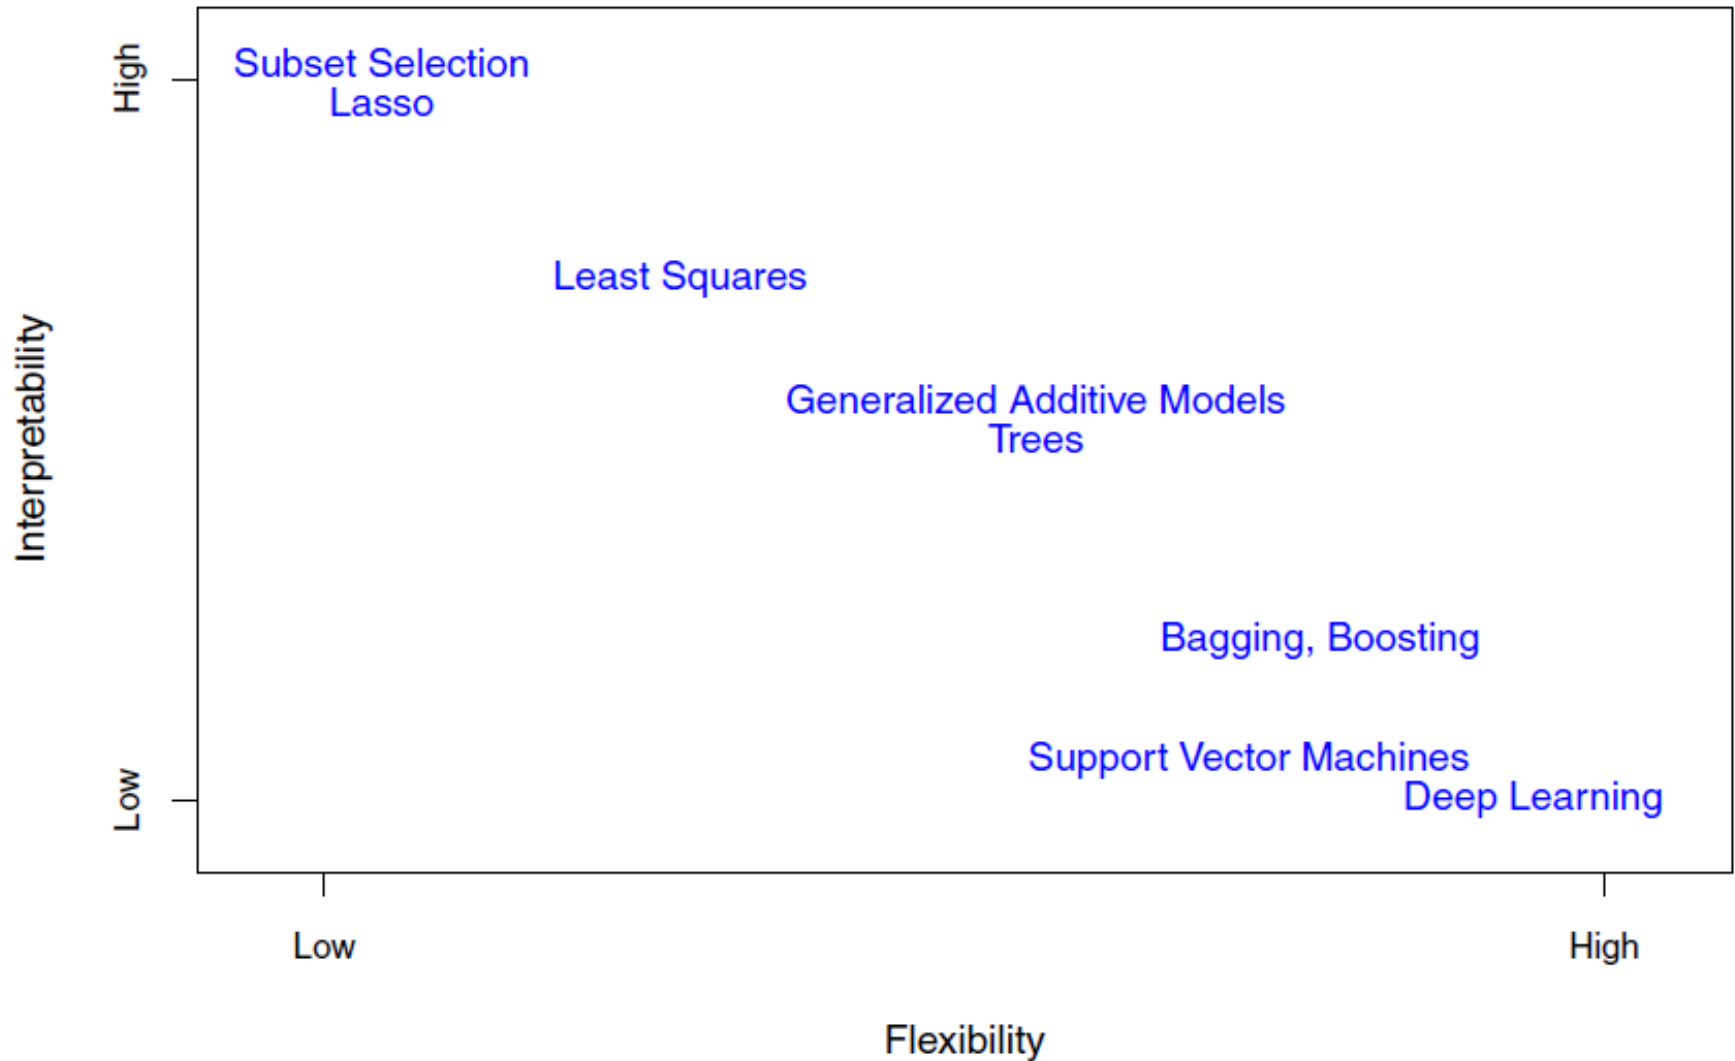 High
Subset Selection
Lasso
Least Squares
Interpretability
Generalized Additive Models
Trees
Bagging, Boosting
Support Vector Machines
Low
Deep Learning
Low
High
Flexibility